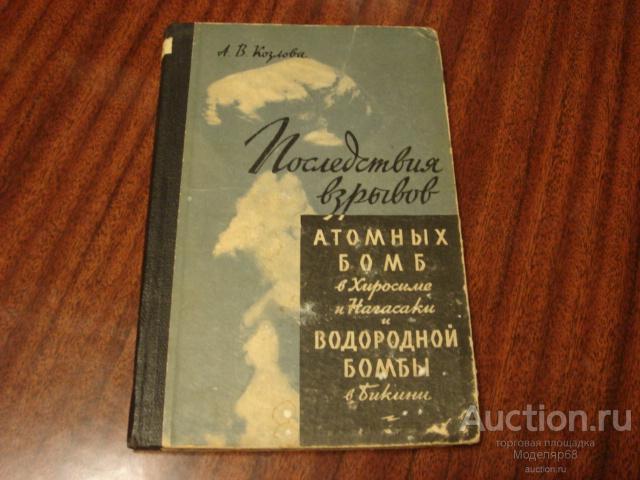 А. В. Козлова
Последствия
взрывов
АТОМНЫХ
БОМБ
в Хиросиме
и Нагасаки
и
ВОДОРОДНОЙ
БОМБЫ
в Бикини
Auction.ru
торговая площадка
Моделяр68
auction.ru